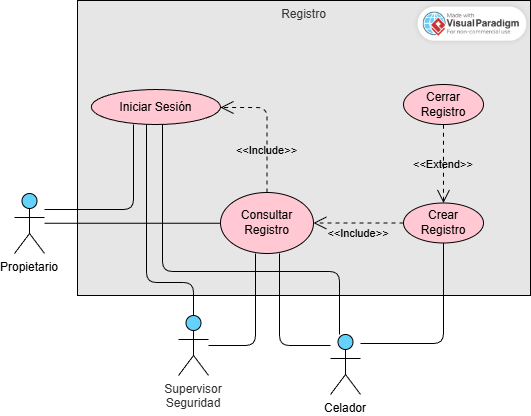 Registro
Made with
Visual Paradigm
For non-commercial use
Iniciar Sesión
Cerrar
Registro
<<Include>>
<<Extend>>
Consultar
Registro
Crear
Registro
<<Include>>
Propietario
Supervisor
Seguridad
Celador